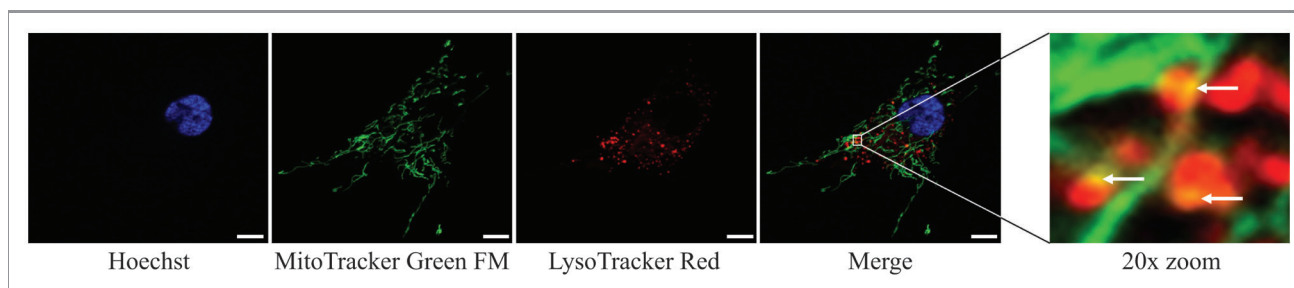 Hoechst
MitoTracker Green FM
LysoTracker Red
Merge
20x zoom